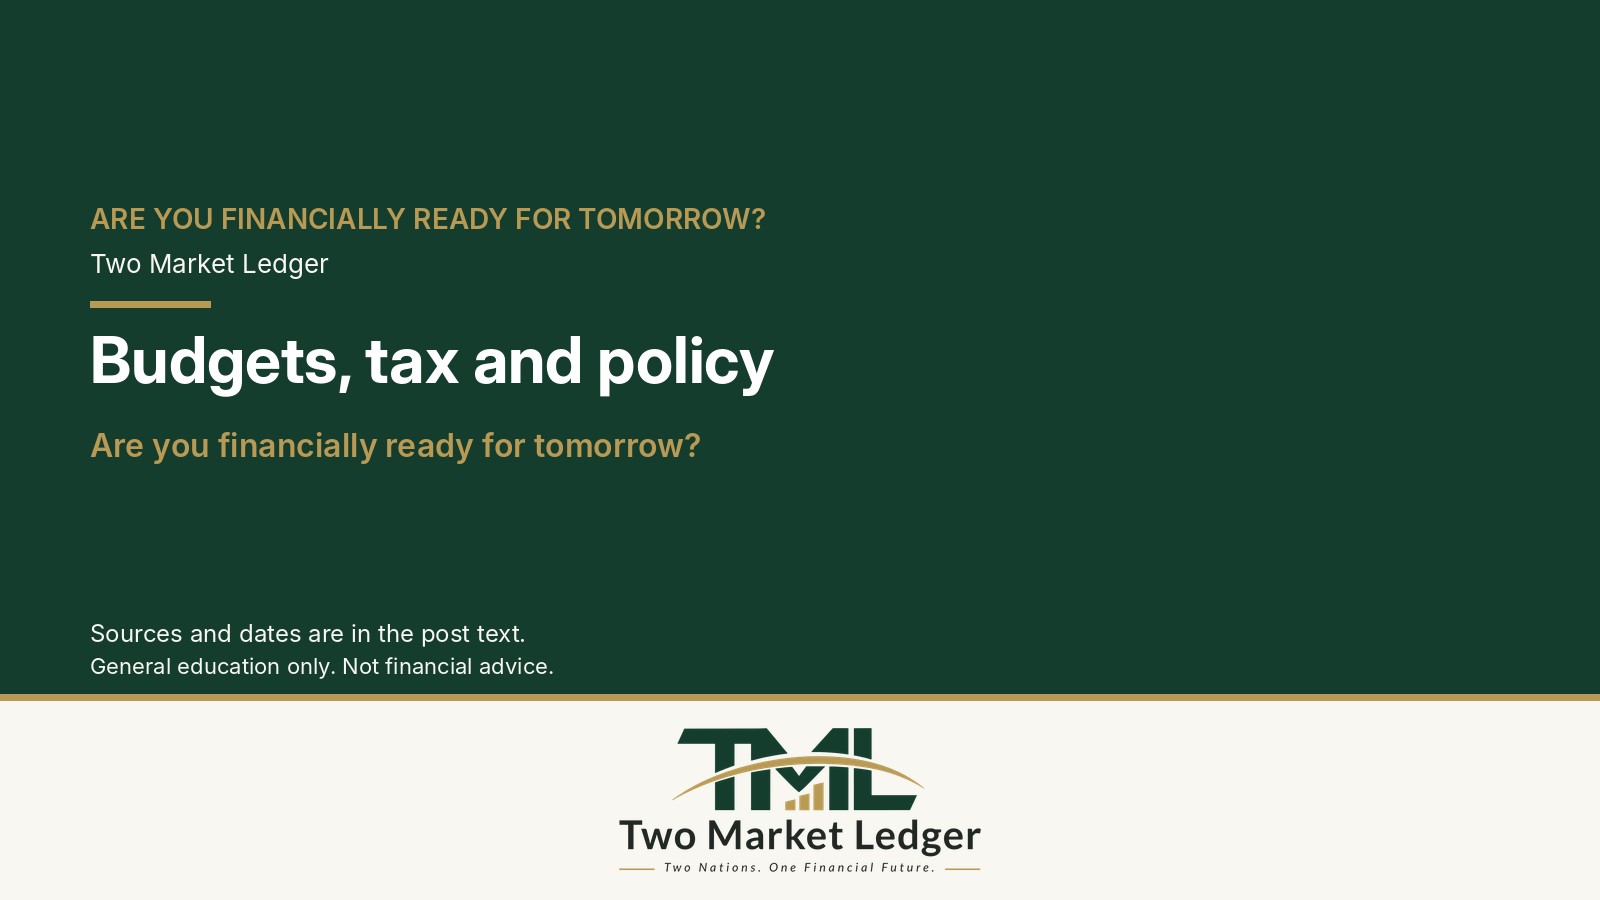 ARE YOU FINANCIALLY READY FOR TOMORROW?
Two Market Ledger
Budgets, tax and policy
Are you financially ready for tomorrow?
Sources and dates are in the post text.
General education only. Not financial advice.
TML
Two Market Ledger
Two Nations. One Financial Future.